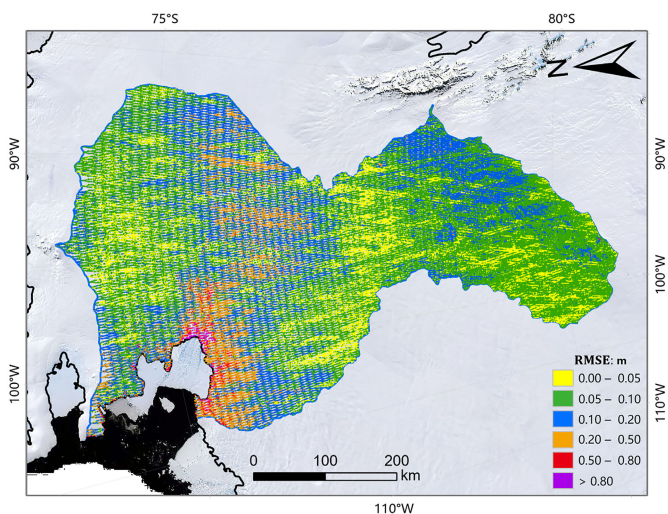 75°S 80°S
N
90°W 90°W
100°W
100°W
RMSE: m
0.00 – 0.05
0.05 – 0.10
0.10 – 0.20
0.20 – 0.50
0.50 – 0.80
> 0.80
110°W
0 100 200
km
110°W